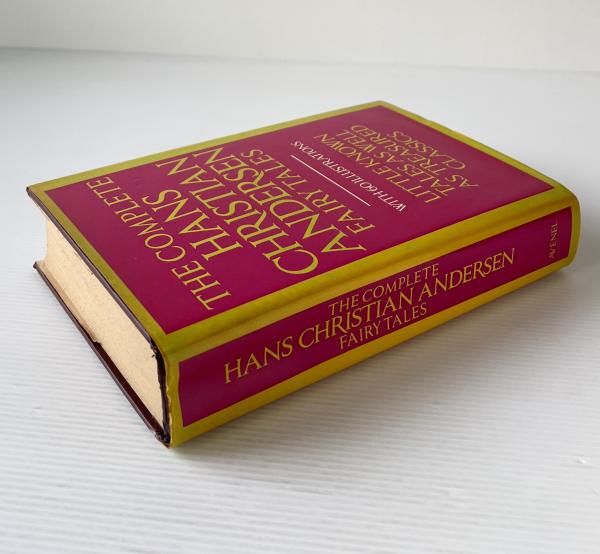 THE COMPLETE
HANS
CHRISTIAN
ANDERSEN
FAIRY TALES
WITH 60 ILLUSTRATIONS
LITTLE KNOWN
TALES AS WELL
AS TREASURED
CLASSICS
THE COMPLETE
HANS CHRISTIAN ANDERSEN
FAIRY TALES
AVENEL